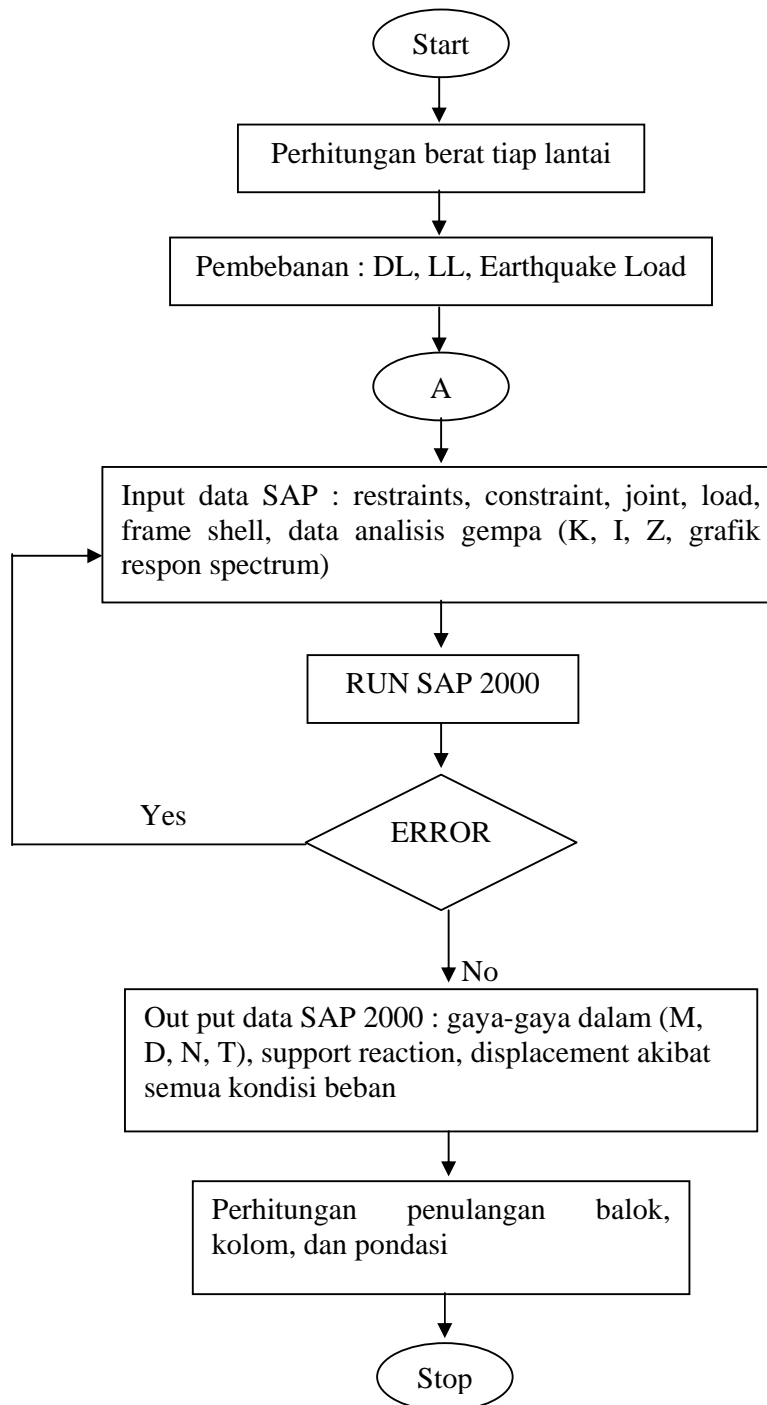 Start
Perhitungan berat tiap lantai
Pembebanan : DL, LL, Earthquake Load
A
Input data SAP : restraints, constraint, joint, load,
frame shell, data analisis gempa (K, I, Z, grafik
respon spectrum)
RUN SAP 2000
Yes
ERROR
No
Out put data SAP 2000 : gaya-gaya dalam (M,
D, N, T), support reaction, displacement akibat
semua kondisi beban
Perhitungan penulangan balok,
kolom, dan pondasi
Stop